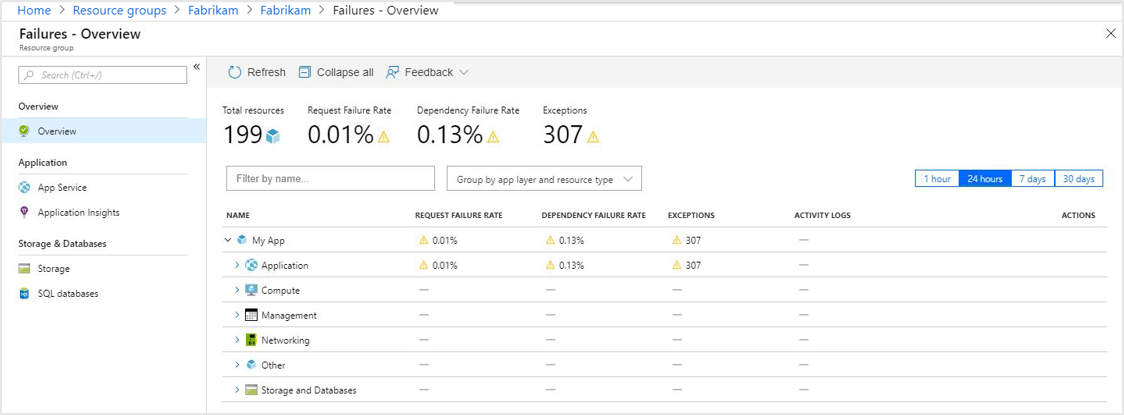 Home > Resource groups > Fabrikam > Fabrikam > Failures - Overview
Failures - Overview
Resource group
Search (Ctrl+/)
Overview
Overview
Application
App Service
Application Insights
Storage & Databases
Storage
SQL databases
Refresh Collapse all Feedback
Total resources Request Failure Rate Dependency Failure Rate Exceptions
199 0.01% 0.13% 307
Filter by name... Group by app layer and resource type 1 hour 24 hours 7 days 30 days
NAME REQUEST FAILURE RATE DEPENDENCY FAILURE RATE EXCEPTIONS ACTIVITY LOGS ACTIONS
My App 0.01% 0.13% 307 —
Application 0.01% 0.13% 307 —
Compute — — — —
Management — — — —
Networking — — — —
Other — — — —
Storage and Databases — — — —